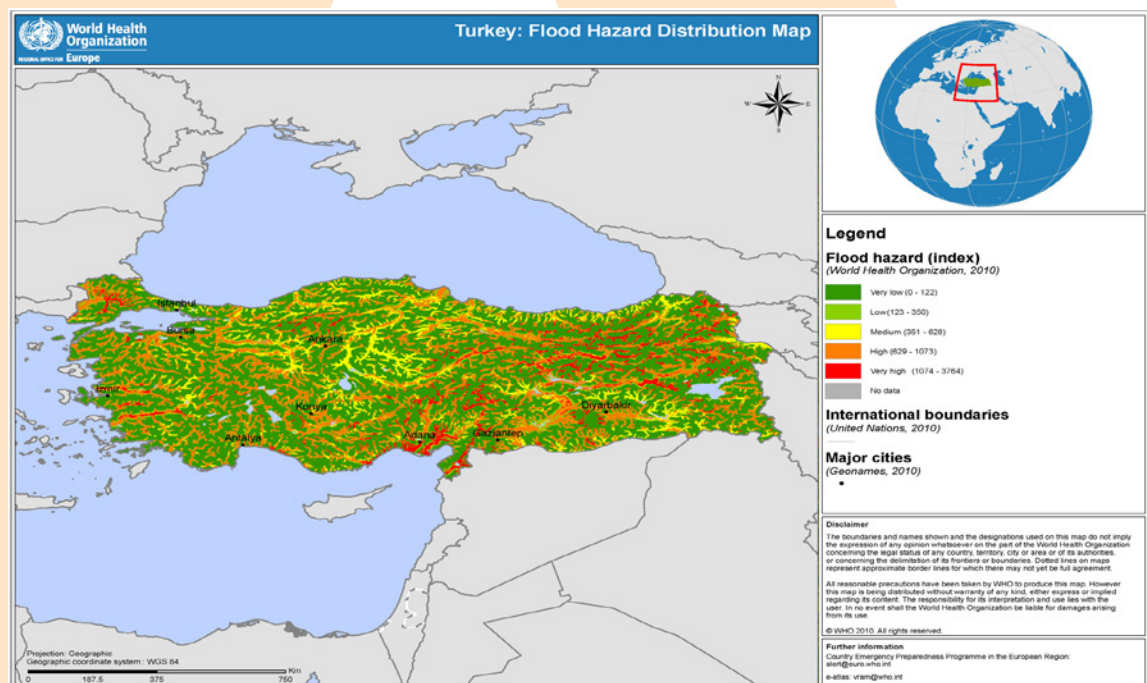 World Health
Organization
REGIONAL OFFICE FOR Europe
Turkey: Flood Hazard Distribution Map
N
W
E
S
Istanbul
Bursa
Ankara
Izmir
Konya
Diyarbakir
Antalya
Adana
Gaziantep
Projection: Geographic
Geographic coordinate system : WGS 84
Km
0 187.5 375 750
Legend
Flood hazard (index)
(World Health Organization, 2010)
Very low (0 - 122)
Low(123 - 350)
Medium (351 - 628)
High (629 - 1073)
Very high (1074 - 3764)
No data
International boundaries
(United Nations, 2010)
Major cities
(Geonames, 2010)
Disclaimer
The boundaries and names shown and the designations used on this map do not imply
the expression of any opinion whatsoever on the part of the World Health Organization
concerning the legal status of any country, territory, city or area or of its authorities,
or concerning the delimitation of its frontiers or boundaries. Dotted lines on maps
represent approximate border lines for which there may not yet be full agreement.
All reasonable precautions have been taken by WHO to produce this map. However
this map is being distributed without warranty of any kind, either express or implied
regarding its content. The responsibility for its interpretation and use lies with the
user. In no event shall the World Health Organization be liable for damages arising
from its use.
© WHO 2010. All rights reserved.
Further information
Country Emergency Preparedness Programme in the European Region:
alert@euro.who.int
e-atlas: vram@who.int